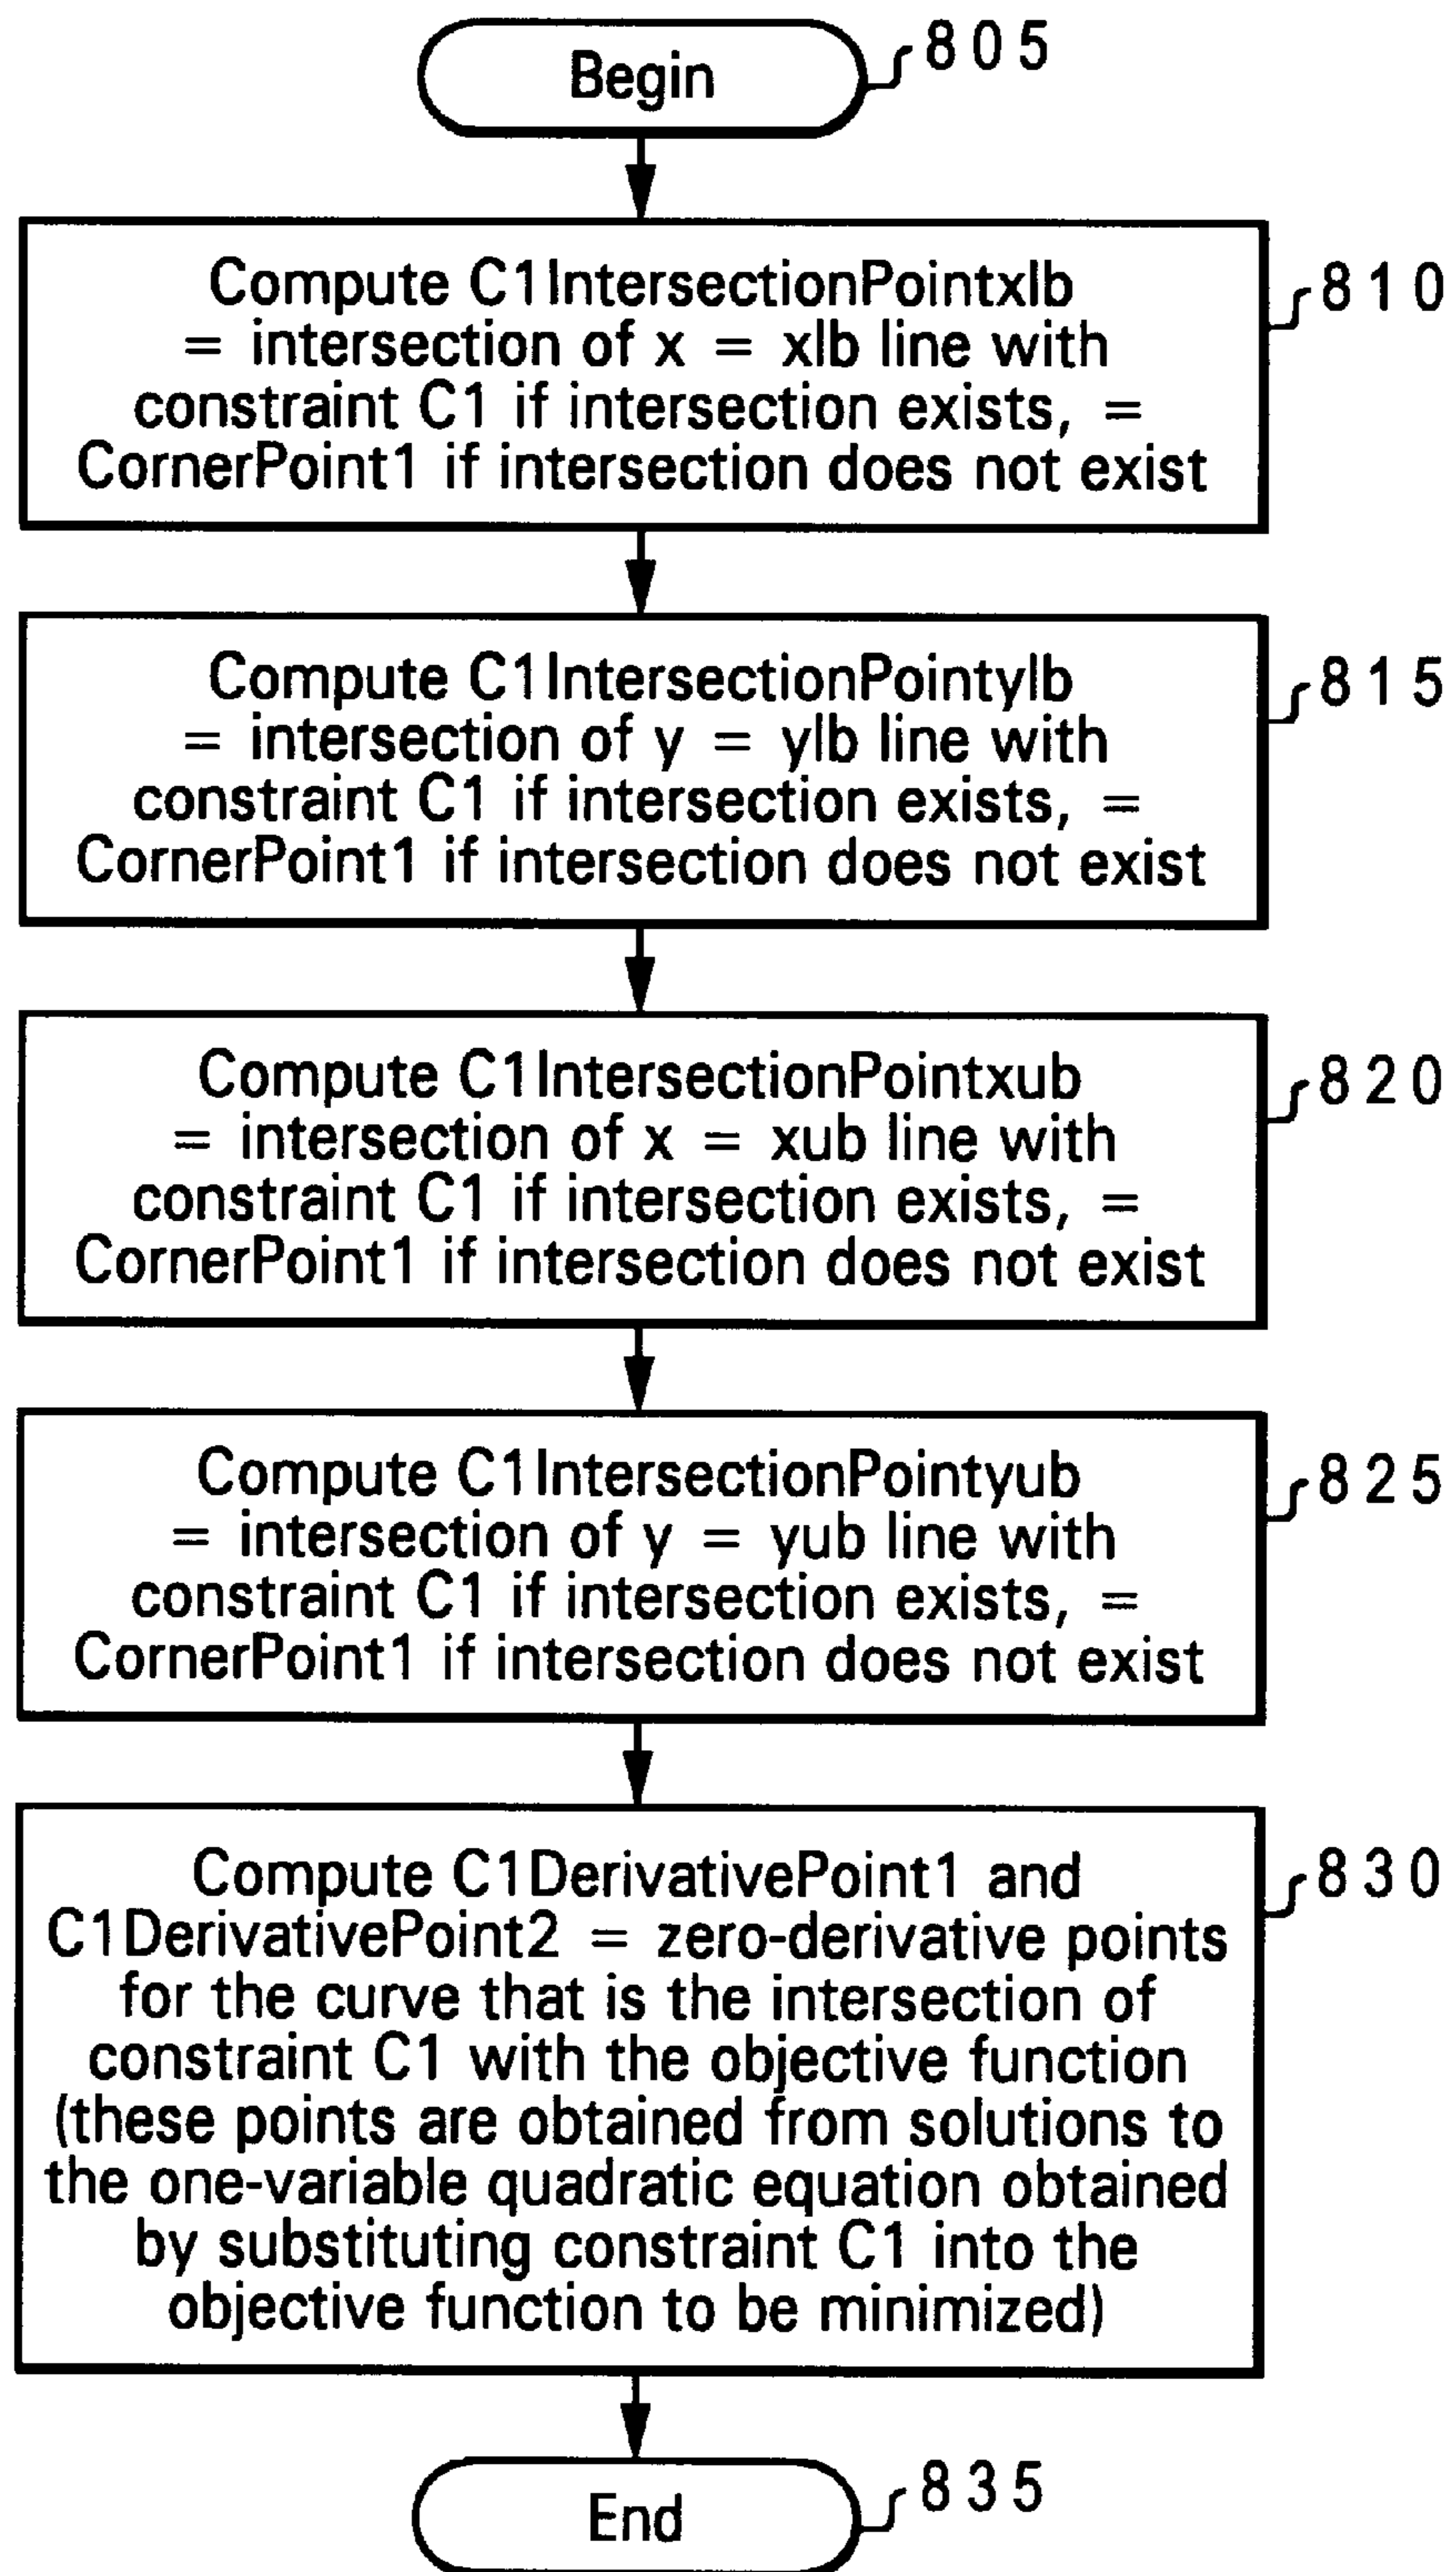 Begin
805
Compute C1IntersectionPointxlb
= intersection of x = xlb line with
constraint C1 if intersection exists, =
CornerPoint1 if intersection does not exist
810
Compute C1IntersectionPointylb
= intersection of y = ylb line with
constraint C1 if intersection exists, =
CornerPoint1 if intersection does not exist
815
Compute C1IntersectionPointxub
= intersection of x = xub line with
constraint C1 if intersection exists, =
CornerPoint1 if intersection does not exist
820
Compute C1IntersectionPointyub
= intersection of y = yub line with
constraint C1 if intersection exists, =
CornerPoint1 if intersection does not exist
825
Compute C1DerivativePoint1 and
C1DerivativePoint2 = zero-derivative points
for the curve that is the intersection of
constraint C1 with the objective function
(these points are obtained from solutions to
the one-variable quadratic equation obtained
by substituting constraint C1 into the
objective function to be minimized)
830
End
835